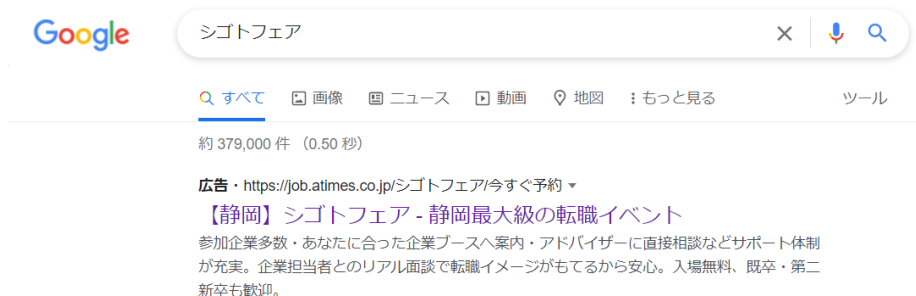 Google
シゴトフェア
すべて 画像 ニュース 動画 地図 もっと見る ツール
約 379,000 件 （0.50 秒）
広告・https://job.atimes.co.jp/シゴトフェア/今すぐ予約
【静岡】シゴトフェア - 静岡最大級の転職イベント
参加企業多数・あなたに合った企業ブースへ案内・アドバイザーに直接相談などサポート体制
が充実。企業担当者とのリアル面談で転職イメージがもてるから安心。入場無料、既卒・第二
新卒も歓迎。